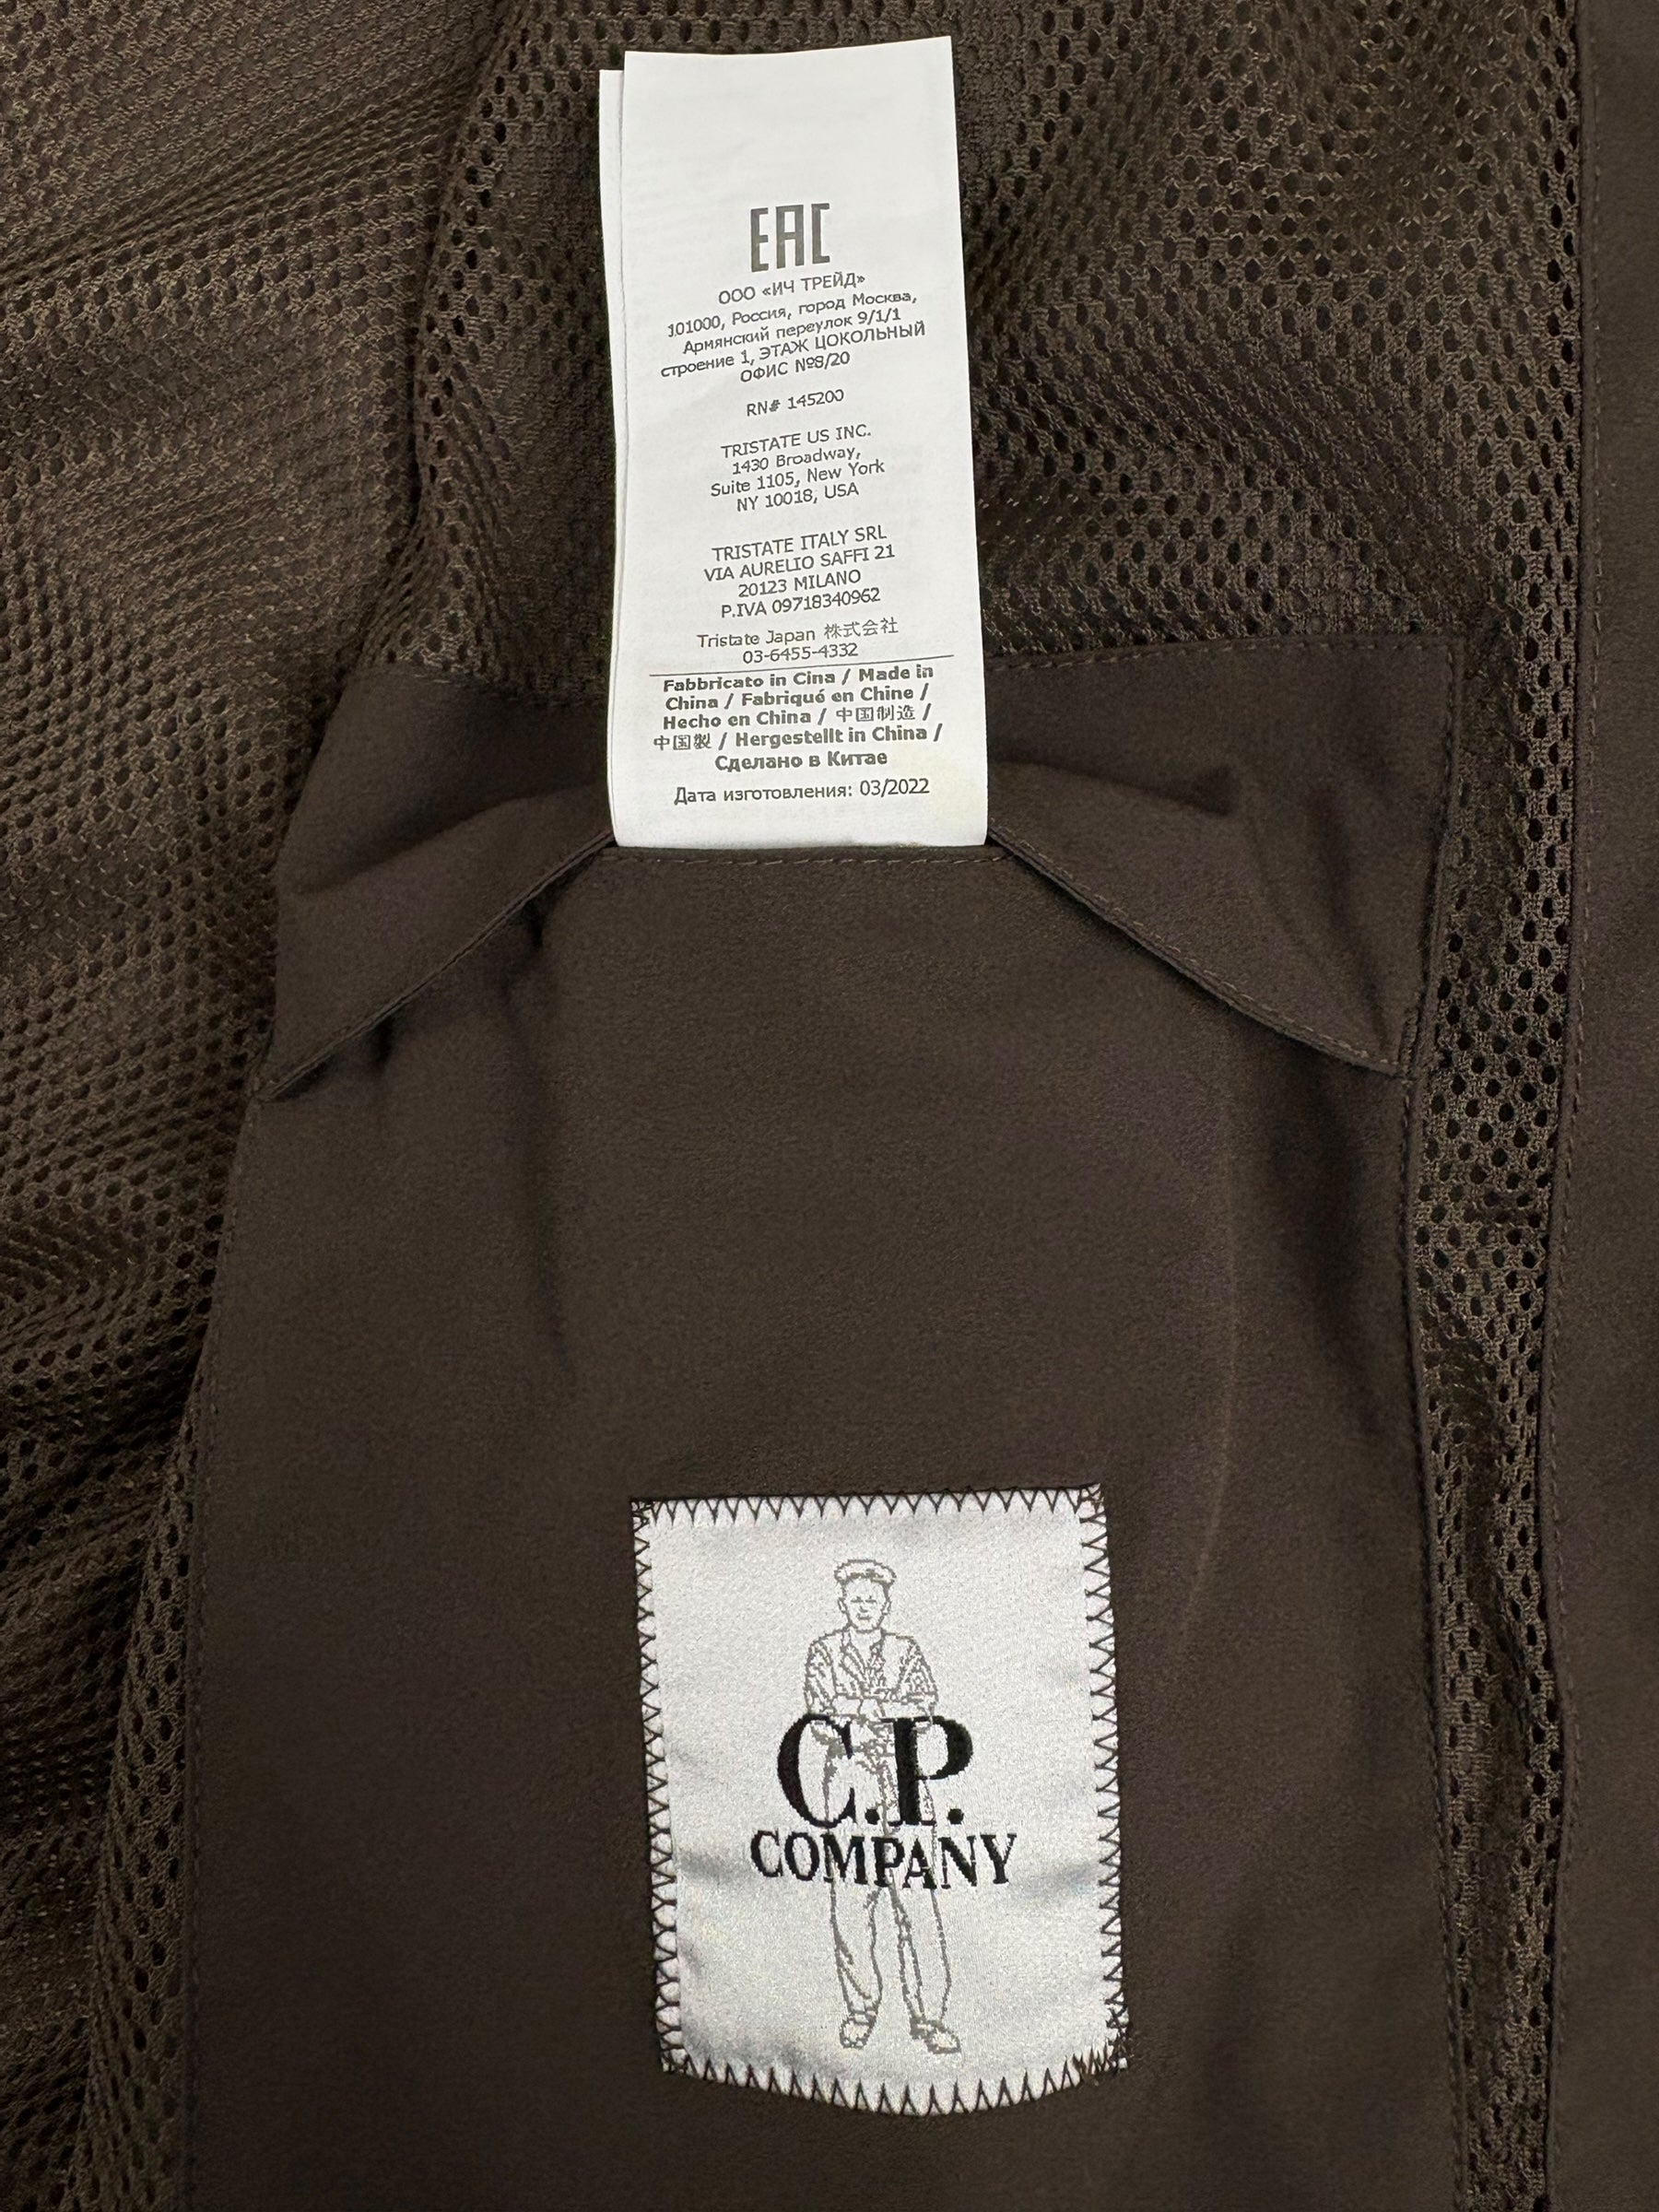 EAC
ООО «ИЧ ТРЕЙД»
101000, Россия, город Москва,
Армянский переулок 9/1/1
строение 1, ЭТАЖ ЦОКОЛЬНЫЙ
ОФИС №8/20
RN# 145200
TRISTATE US INC.
1430 Broadway,
Suite 1105, New York
NY 10018, USA
TRISTATE ITALY SRL
VIA AURELIO SAFFI 21
20123 MILANO
P.IVA 09718340962
Tristate Japan 株式会社
03-6455-4332
Fabbricato in Cina / Made in
China / Fabriqué en Chine /
Hecho en China / 中国制造 /
中国製 / Hergestellt in China /
Сделано в Китае
Дата изготовления: 03/2022
C.P.
COMPANY